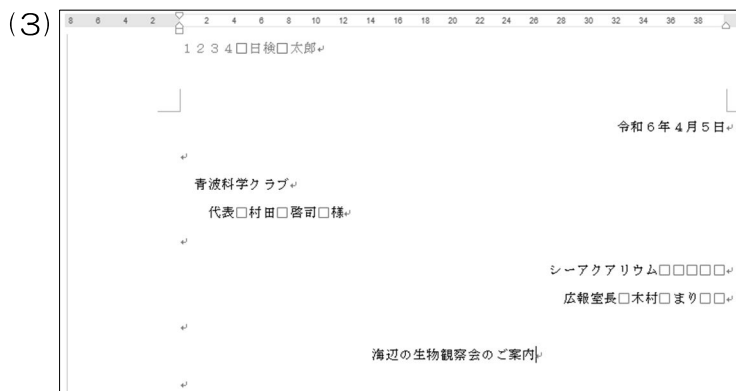 (3)
8 6 4 2 2 4 6 8 10 12 14 16 18 20 22 24 26 28 30 32 34 36 38
１２３４□日検□太郎↵
令和６年４月５日↵
↵
青波科学クラブ↵
代表□村田□啓司□様↵
↵
シーアクアリウム□□□□□↵
広報室長□木村□まり□□↵
↵
海辺の生物観察会のご案内↵
↵